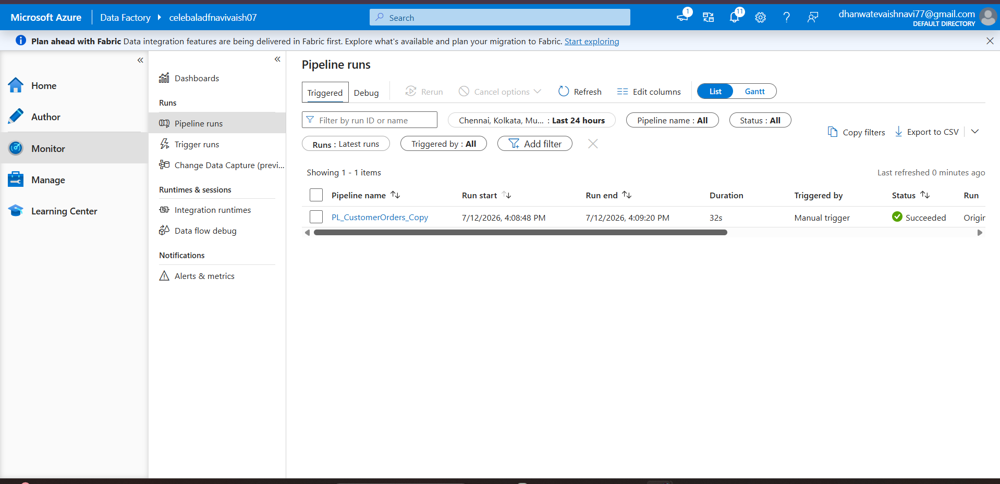 Microsoft Azure Data Factory celebaladfnavivaish07 Search 1 11 dhanwatevaishnavi77@gmail.com
DEFAULT DIRECTORY
Plan ahead with Fabric Data integration features are being delivered in Fabric first. Explore what's available and plan your migration to Fabric. Start exploring
Home
Author
Monitor
Manage
Learning Center
Dashboards
Runs
Pipeline runs
Trigger runs
Change Data Capture (previ...
Runtimes & sessions
Integration runtimes
Data flow debug
Notifications
Alerts & metrics
Pipeline runs
Triggered Debug Rerun Cancel options Refresh Edit columns List Gantt
Filter by run ID or name Chennai, Kolkata, Mu... : Last 24 hours Pipeline name : All Status : All
Runs : Latest runs Triggered by : All Add filter
Copy filters Export to CSV
Showing 1 - 1 items Last refreshed 0 minutes ago
Pipeline name Run start Run end Duration Triggered by Status Run
PL_CustomerOrders_Copy 7/12/2026, 4:08:48 PM 7/12/2026, 4:09:20 PM 32s Manual trigger Succeeded Origin